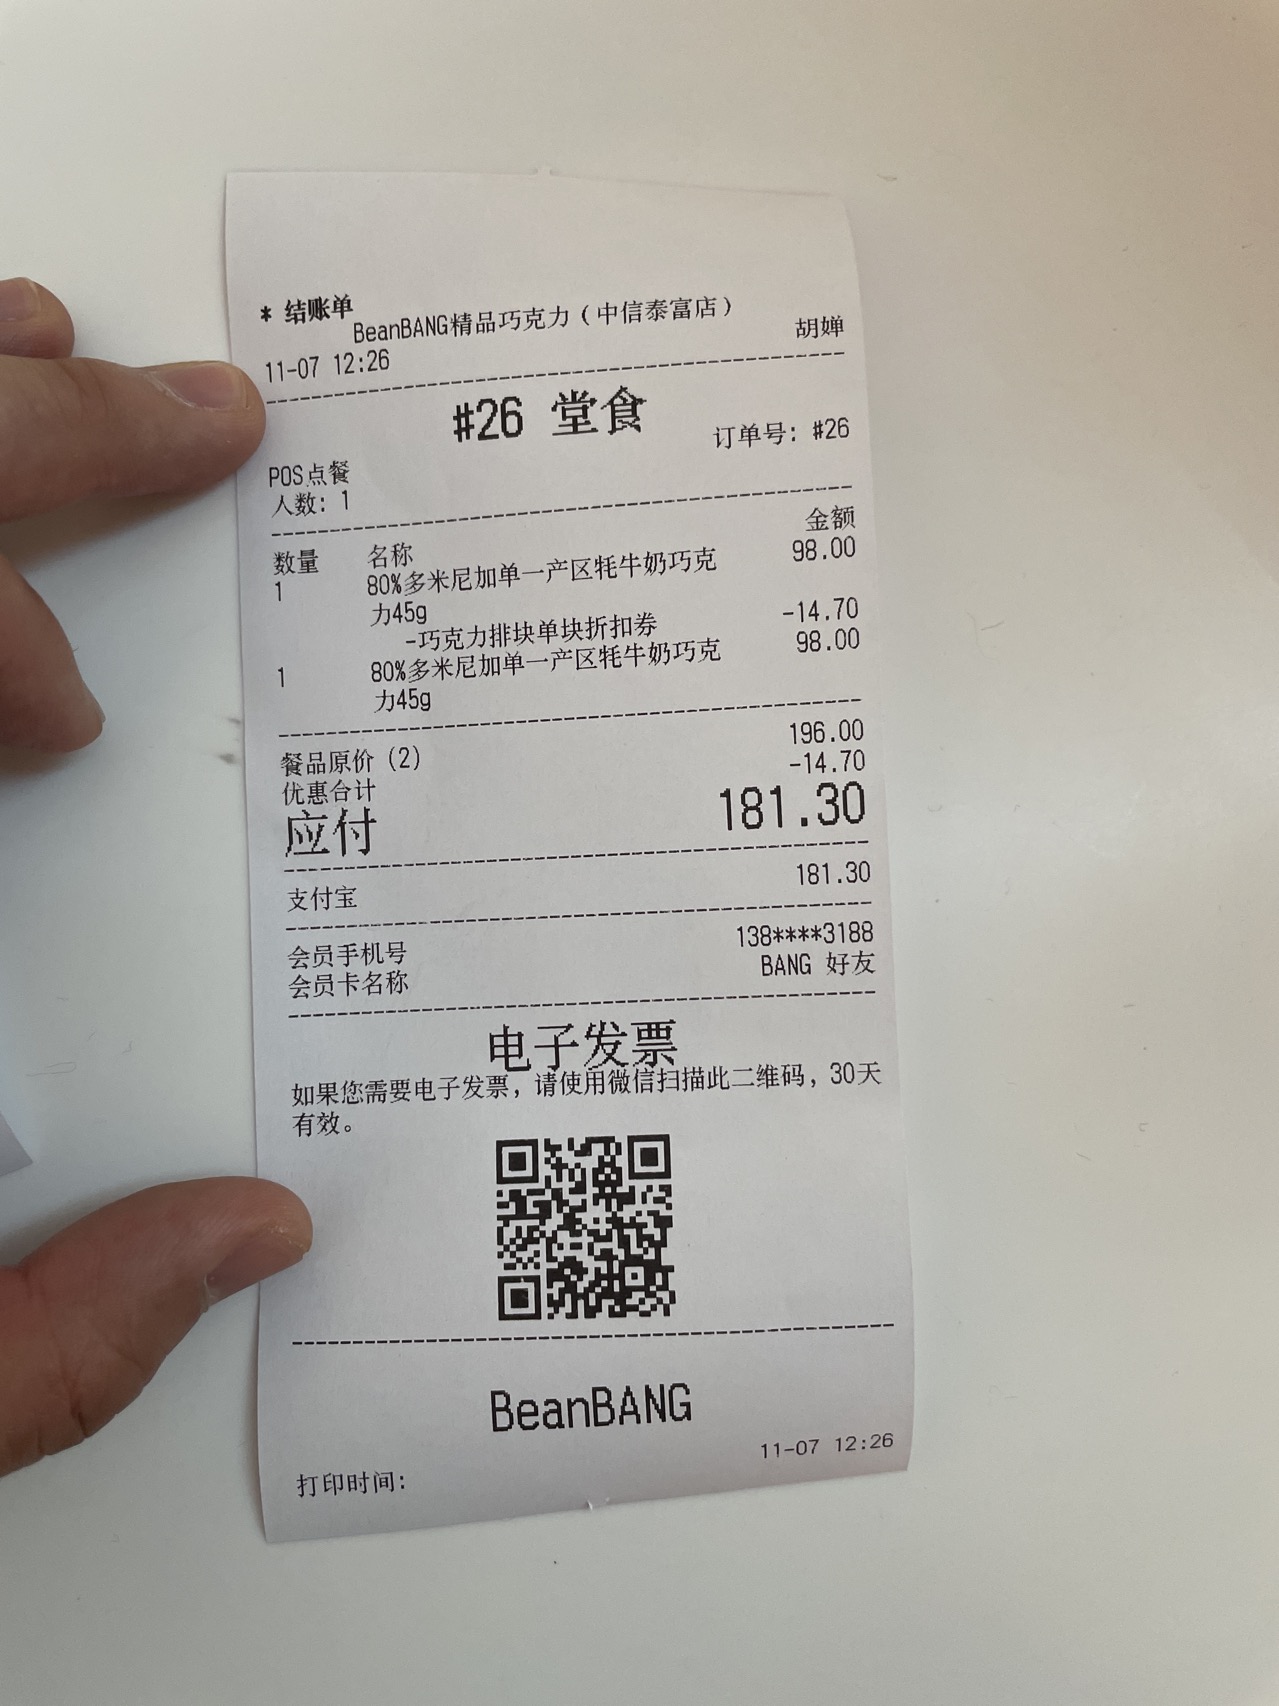 * 结账单
BeanBANG精品巧克力（中信泰富店）
11-07 12:26 胡婵
#26 堂食
订单号: #26
POS点餐
人数: 1
数量 名称 金额
1 80%多米尼加单一产区牦牛奶巧克 98.00
力45g
-巧克力排块单块折扣券 -14.70
1 80%多米尼加单一产区牦牛奶巧克 98.00
力45g
餐品原价 (2) 196.00
优惠合计 -14.70
应付 181.30
支付宝 181.30
会员手机号 138****3188
会员卡名称 BANG 好友
电子发票
如果您需要电子发票，请使用微信扫描此二维码，30天
有效。
BeanBANG
打印时间: 11-07 12:26